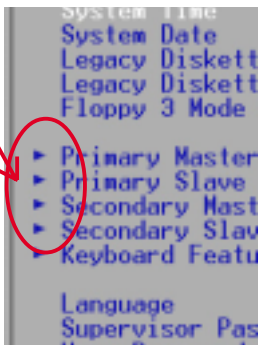 System Time
System Date
Legacy Diskett
Legacy Diskett
Floppy 3 Mode
Primary Master
Primary Slave
Secondary Mast
Secondary Slav
Keyboard Featu
Language
Supervisor Pas